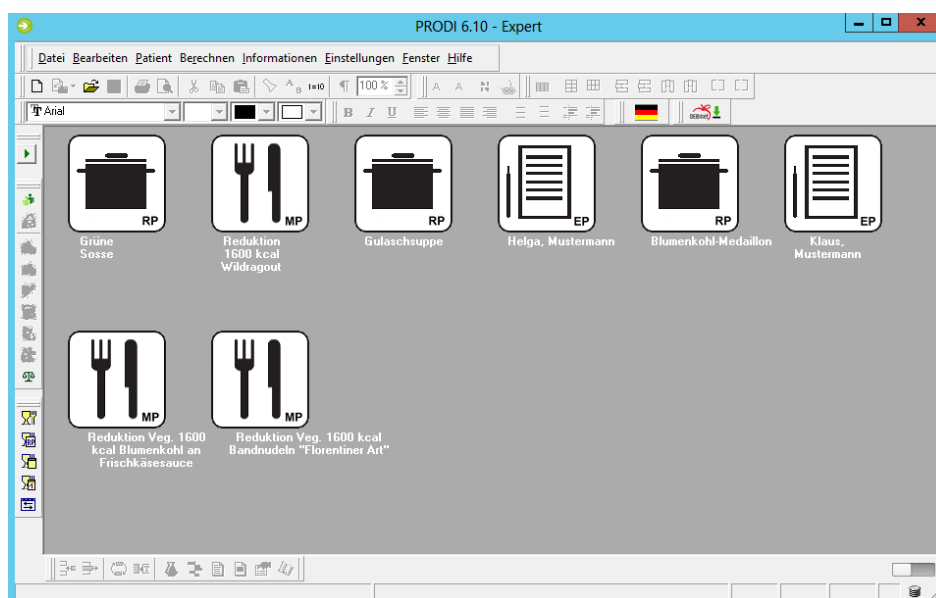 PRODI 6.10 - Expert
Datei Bearbeiten Patient Berechnen Informationen Einstellungen Fenster Hilfe
100 %
Arial
B I U
DEBInet
RP
MP
RP
EP
RP
EP
Grüne
Sosse
Reduktion
1600 kcal
Wildragout
Gulaschsuppe
Helga, Mustermann
Blumenkohl-Medaillon
Klaus,
Mustermann
MP
MP
Reduktion Veg. 1600
kcal Blumenkohl an
Frischkäsesauce
Reduktion Veg. 1600 kcal
Bandnudeln "Florentiner Art"